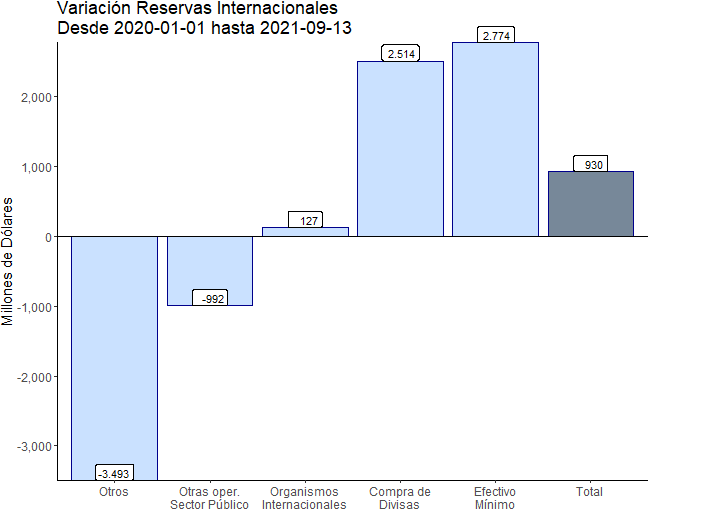 Variación Reservas Internacionales
Desde 2020-01-01 hasta 2021-09-13
Millones de Dólares
2,000
1,000
0
-1,000
-2,000
-3,000
-3.493
-992
127
2.514
2.774
930
Otros
Otras oper.
Sector Público
Organismos
Internacionales
Compra de
Divisas
Efectivo
Mínimo
Total